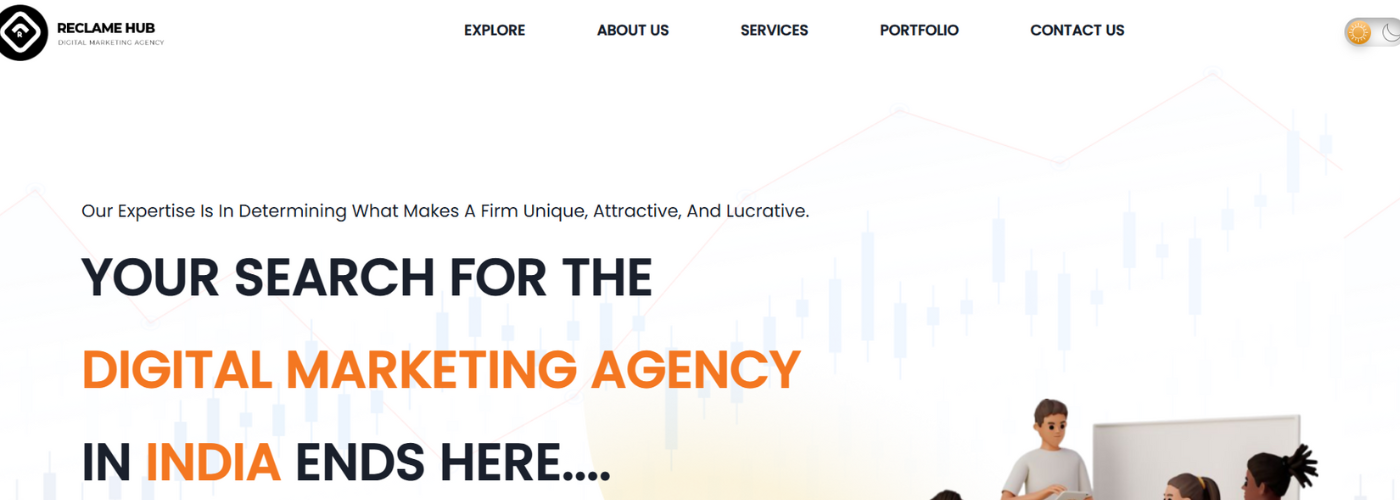 RECLAME HUB
DIGITAL MARKETING AGENCY
EXPLORE
ABOUT US
SERVICES
PORTFOLIO
CONTACT US
Our Expertise Is In Determining What Makes A Firm Unique, Attractive, And Lucrative.
YOUR SEARCH FOR THE
DIGITAL MARKETING AGENCY
IN INDIA ENDS HERE....